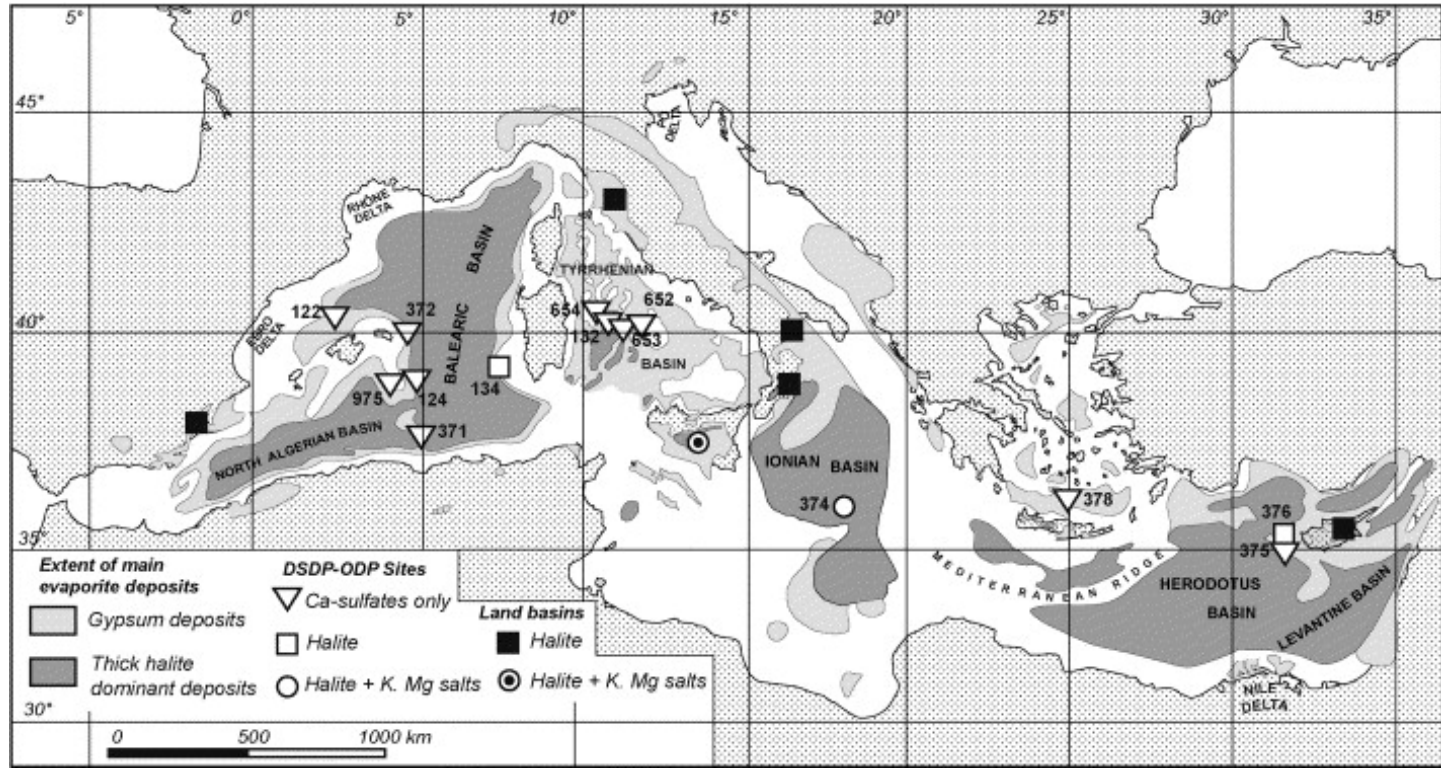 5° 0° 5° 10° 15° 20° 25° 30° 35°
45°
PO
DELTA
RHÔNE
DELTA
BASIN
TYRRHENIAN
122
372
654
652
40°
EBRO
DELTA
132
653
BALEARIC
BASIN
134
975
124
371
NORTH ALGERIAN BASIN
IONIAN BASIN
374
378
376
375
35°
MEDITERRANEAN RIDGE
HERODOTUS
BASIN
LEVANTINE BASIN
NILE
DELTA
Extent of main
evaporite deposits
Gypsum deposits
Thick halite
dominant deposits
DSDP-ODP Sites
Ca-sulfates only
Halite
Halite + K. Mg salts
Land basins
Halite
Halite + K. Mg salts
30°
0 500 1000 km